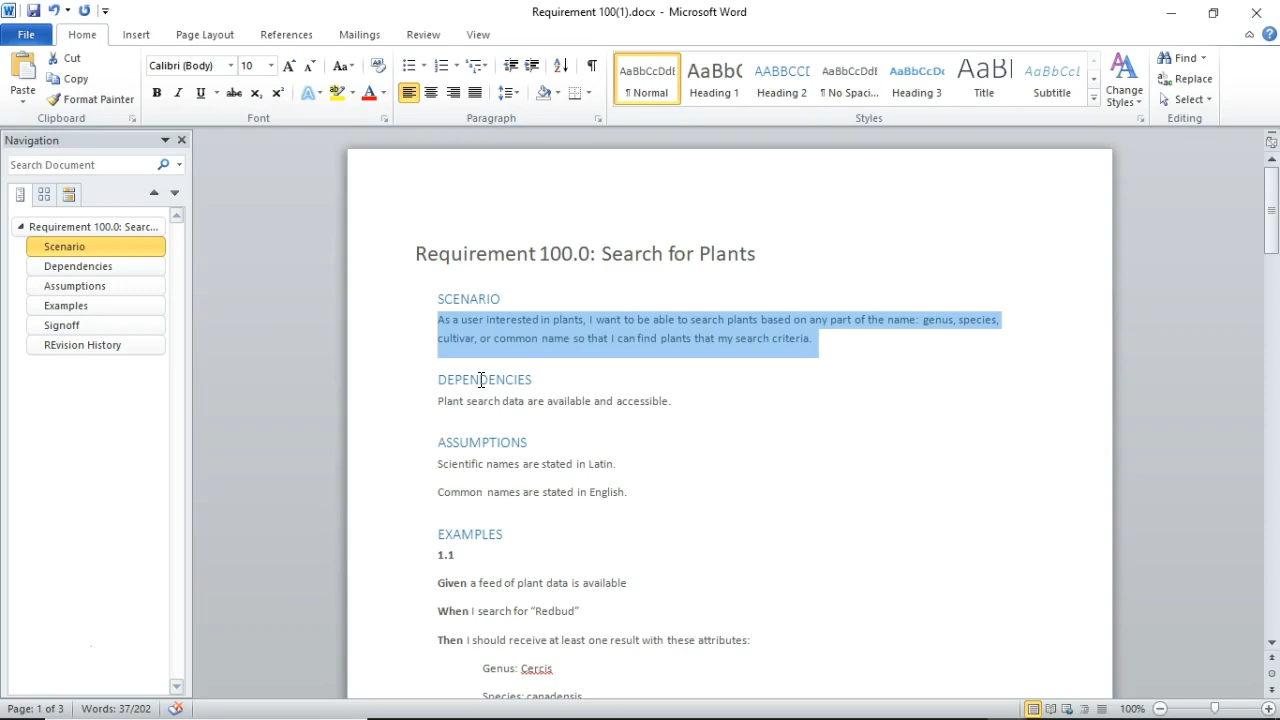 Requirement 100(1).docx - Microsoft Word
File Home Insert Page Layout References Mailings Review View
Paste
Cut
Copy
Format Painter
Clipboard
Calibri (Body) 10
Font
Paragraph
AaBbCcDdI AaBbC AABBCCI AaBbCcDdI AaBbCcDc AaBl AaBbCcL
¶ Normal Heading 1 Heading 2 ¶ No Spaci... Heading 3 Title Subtitle
Styles
Change
Styles
Find
Replace
Select
Editing
Navigation
Search Document
Requirement 100.0: Searc...
Scenario
Dependencies
Assumptions
Examples
Signoff
REvision History
Requirement 100.0: Search for Plants
SCENARIO
As a user interested in plants, I want to be able to search plants based on any part of the name: genus, species,
cultivar, or common name so that I can find plants that my search criteria.
DEPENDENCIES
Plant search data are available and accessible.
ASSUMPTIONS
Scientific names are stated in Latin.
Common names are stated in English.
EXAMPLES
1.1
Given a feed of plant data is available
When I search for “Redbud”
Then I should receive at least one result with these attributes:
Genus: Cercis
Species: canadensis
Page: 1 of 3 Words: 37/202 100%